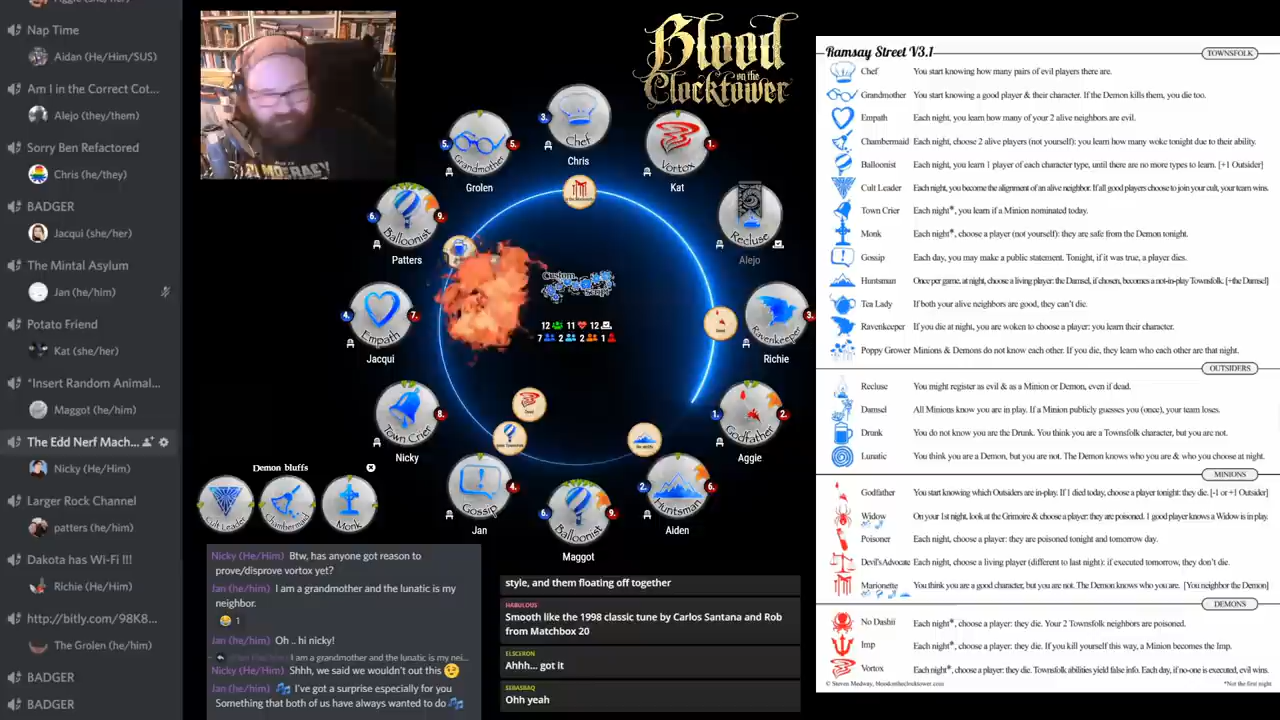 Nap Time
Aidan (He/Him/SUS)
Am I in the Correct Cot...
Alejo (they/them)
Sorry Ben Refactored
Chris (he/they)
BADGER
Jacqui (she/her)
The Mintal Asylum
Jan (he/him)
Potato Friend
Kat (she/her)
*Insert Random Animal...
Maggot (he/him)
The Edd Nerf Mach...
Nicky (He/Him)
Larger Rock Channel
patters (he/him)
Dakota has Wi-Fi !!!
Richie (He/Him)
http://bitly.com/98K8...
The Gorgon (he/him)
BADGER
BADGER
Blood
on the
Clocktower
Chef
Chris
Grandmother
Grolen
Vortox
Kat
Balloonist
Patters
Recluse
Alejo
Empath
Jacqui
Ravenkeeper
Richie
Custom
12 11 12
7 2 2 1
Town Crier
Nicky
Godfather
Aggie
Gossip
Jan
Balloonist
Maggot
Huntsman
Aiden
Demon bluffs
Cult Leader
Chambermaid
Monk
Nicky (He/Him) Btw, has anyone got reason to
prove/disprove vortox yet?
Jan (he/him) I am a grandmother and the lunatic is my
neighbor.
1
Jan (he/him) Oh .. hi nicky!
I am a grandmother and the lunatic is my nei...
Nicky (He/Him) Shhh, we said we wouldn't out this
Jan (he/him) I've got a surprise especially for you
Something that both of us have always wanted to do
style, and them floating off together
HABULOUS
Smooth like the 1998 classic tune by Carlos Santana and Rob
from Matchbox 20
ELSCERON
Ahhh... got it
SEBASRAQ
Ohh yeah
Ramsay Street V3.1
TOWNSFOLK
Chef You start knowing how many pairs of evil players there are.
Grandmother You start knowing a good player & their character. If the Demon kills them, you die too.
Empath Each night, you learn how many of your 2 alive neighbors are evil.
Chambermaid Each night, choose 2 alive players (not yourself): you learn how many woke tonight due to their ability.
Balloonist Each night, you learn 1 player of each character type, until there are no more types to learn. [+1 Outsider]
Cult Leader Each night, you become the alignment of an alive neighbor. If all good players choose to join your cult, your team wins.
Town Crier Each night*, you learn if a Minion nominated today.
Monk Each night*, choose a player (not yourself): they are safe from the Demon tonight.
Gossip Each day, you may make a public statement. Tonight, if it was true, a player dies.
Huntsman Once per game, at night, choose a living player: the Damsel, if chosen, becomes a not-in-play Townsfolk. [+the Damsel]
Tea Lady If both your alive neighbors are good, they can't die.
Ravenkeeper If you die at night, you are woken to choose a player: you learn their character.
Poppy Grower Minions & Demons do not know each other. If you die, they learn who each other are that night.
OUTSIDERS
Recluse You might register as evil & as a Minion or Demon, even if dead.
Damsel All Minions know you are in play. If a Minion publicly guesses you (once), your team loses.
Drunk You do not know you are the Drunk. You think you are a Townsfolk character, but you are not.
Lunatic You think you are a Demon, but you are not. The Demon knows who you are & who you choose at night.
MINIONS
Godfather You start knowing which Outsiders are in-play. If 1 died today, choose a player tonight: they die. [-1 or +1 Outsider]
Widow On your 1st night, look at the Grimoire & choose a player: they are poisoned. 1 good player knows a Widow is in play.
Poisoner Each night, choose a player: they are poisoned tonight and tomorrow day.
Devil's Advocate Each night, choose a living player (different to last night): if executed tomorrow, they don't die.
Marionette You think you are a good character, but you are not. The Demon knows who you are. [You neighbor the Demon]
DEMONS
No Dashii Each night*, choose a player: they die. Your 2 Townsfolk neighbors are poisoned.
Imp Each night*, choose a player: they die. If you kill yourself this way, a Minion becomes the Imp.
Vortox Each night*, choose a player: they die. Townsfolk abilities yield false info. Each day, if no-one is executed, evil wins.
© Steven Medway, bloodontheclocktower.com
*Not the first night